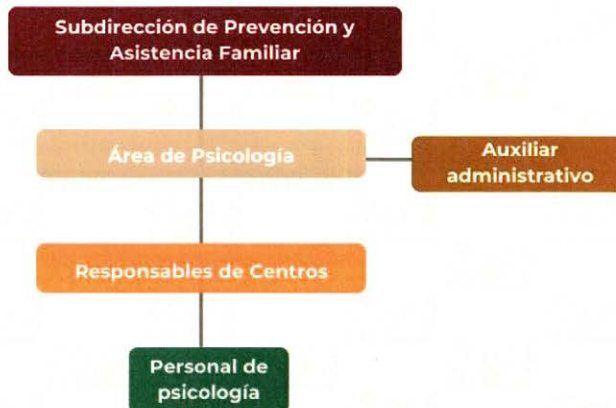 Subdirección de Prevención y
Asistencia Familiar
Área de Psicología
Auxiliar
administrativo
Responsables de Centros
Personal de
psicología